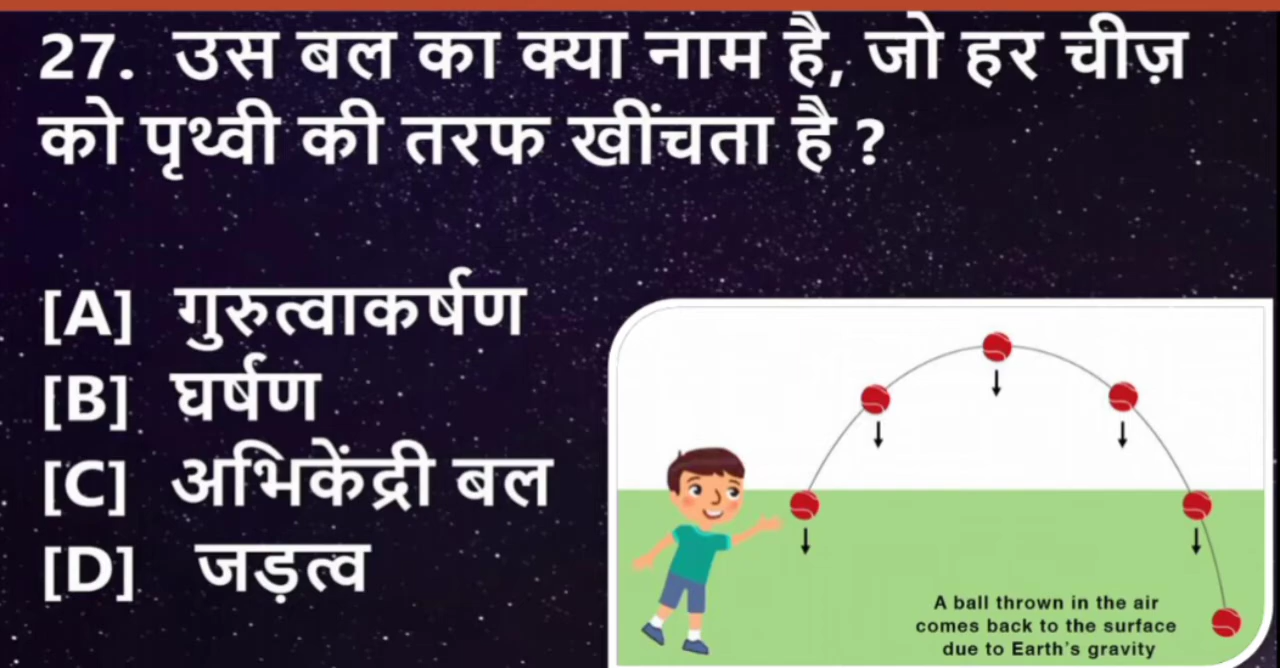 27. उस बल का क्या नाम है, जो हर चीज़
को पृथ्वी की तरफ खींचता है ?
[A] गुरुत्वाकर्षण
[B] घर्षण
[C] अभिकेंद्री बल
[D] जड़त्व
A ball thrown in the air
comes back to the surface
due to Earth's gravity